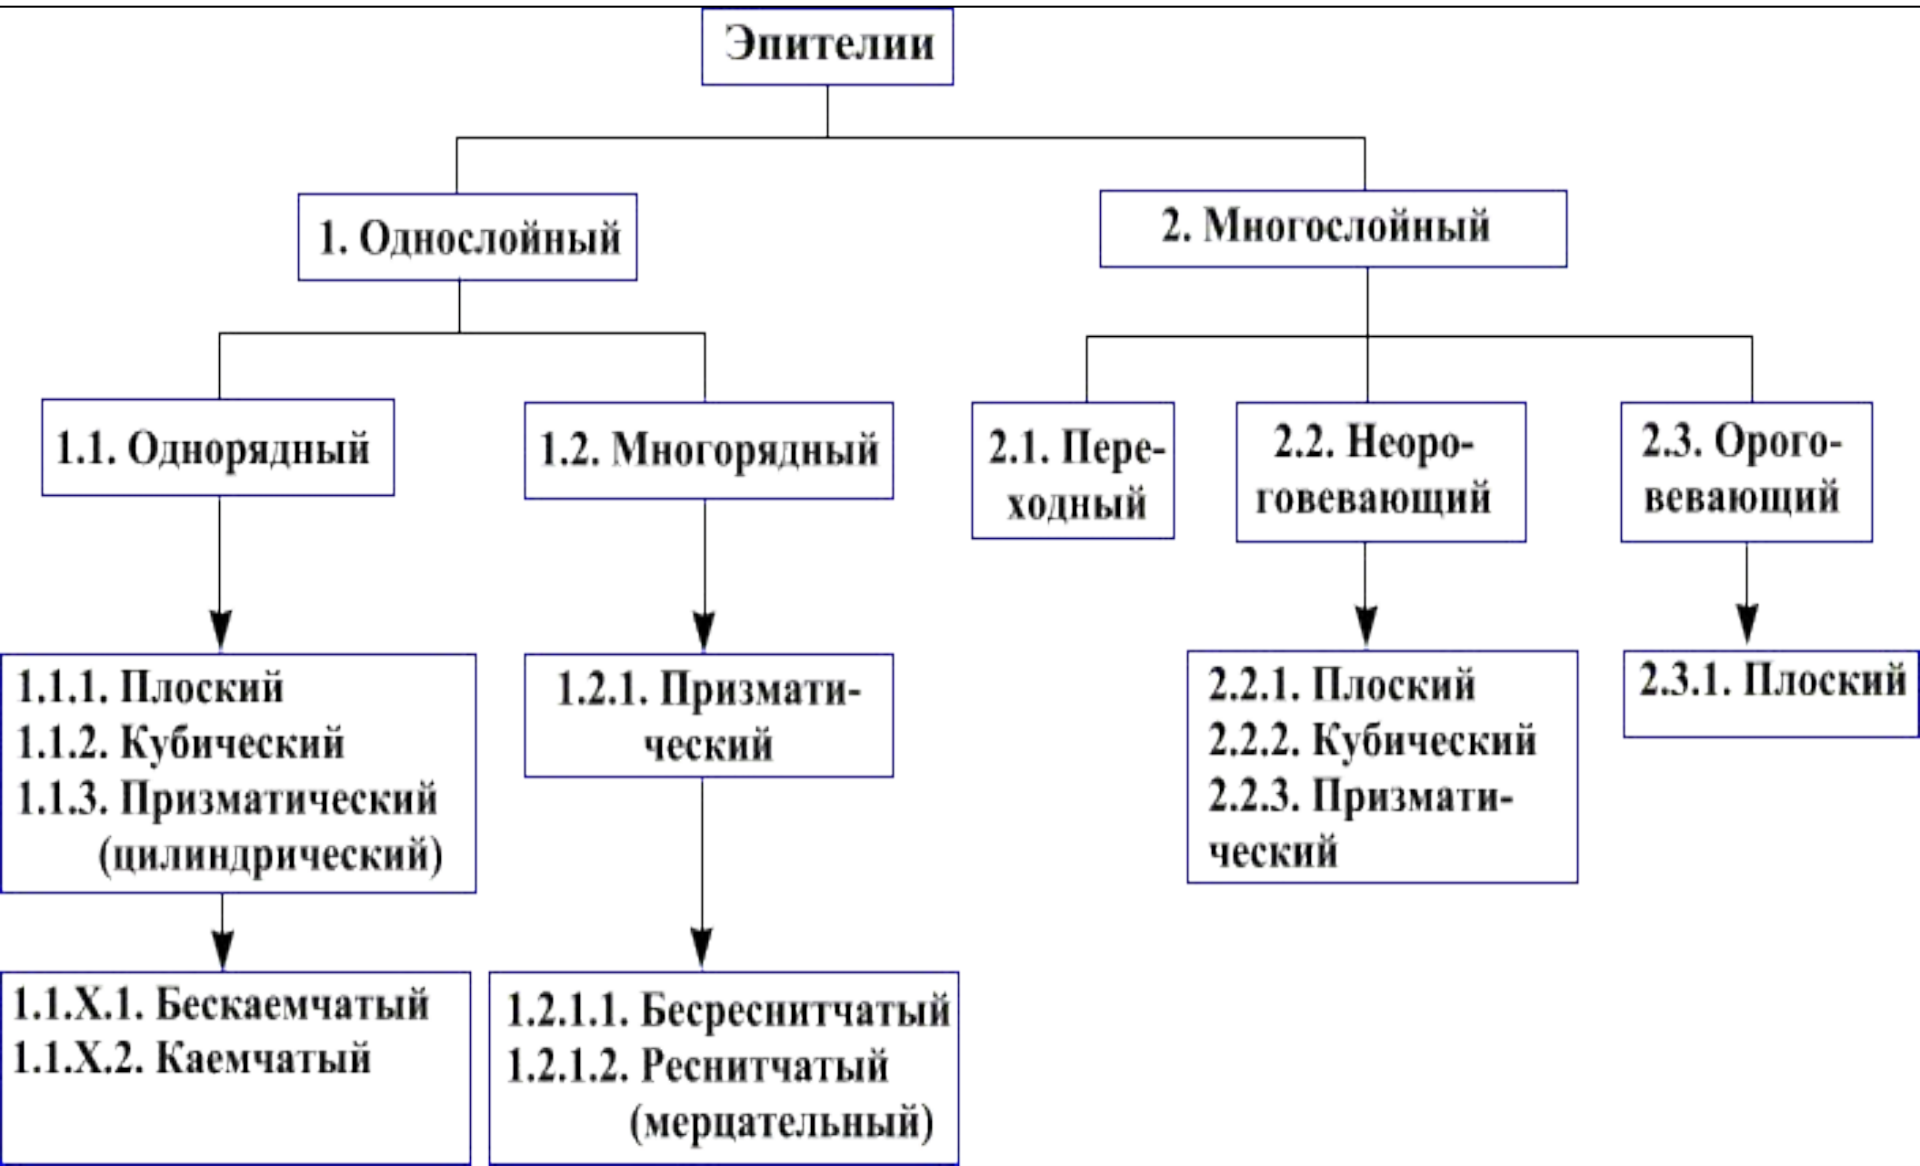 Эпителии
1. Однослойный
2. Многослойный
1.1. Однорядный
1.2. Многорядный
2.1. Пере-
ходный
2.2. Неоро-
говевающий
2.3. Орого-
вевающий
1.1.1. Плоский
1.1.2. Кубический
1.1.3. Призматический
(цилиндрический)
1.2.1. Призмати-
ческий
2.2.1. Плоский
2.2.2. Кубический
2.2.3. Призмати-
ческий
2.3.1. Плоский
1.1.X.1. Бескаемчатый
1.1.X.2. Каемчатый
1.2.1.1. Бесреснитчатый
1.2.1.2. Реснитчатый
(мерцательный)